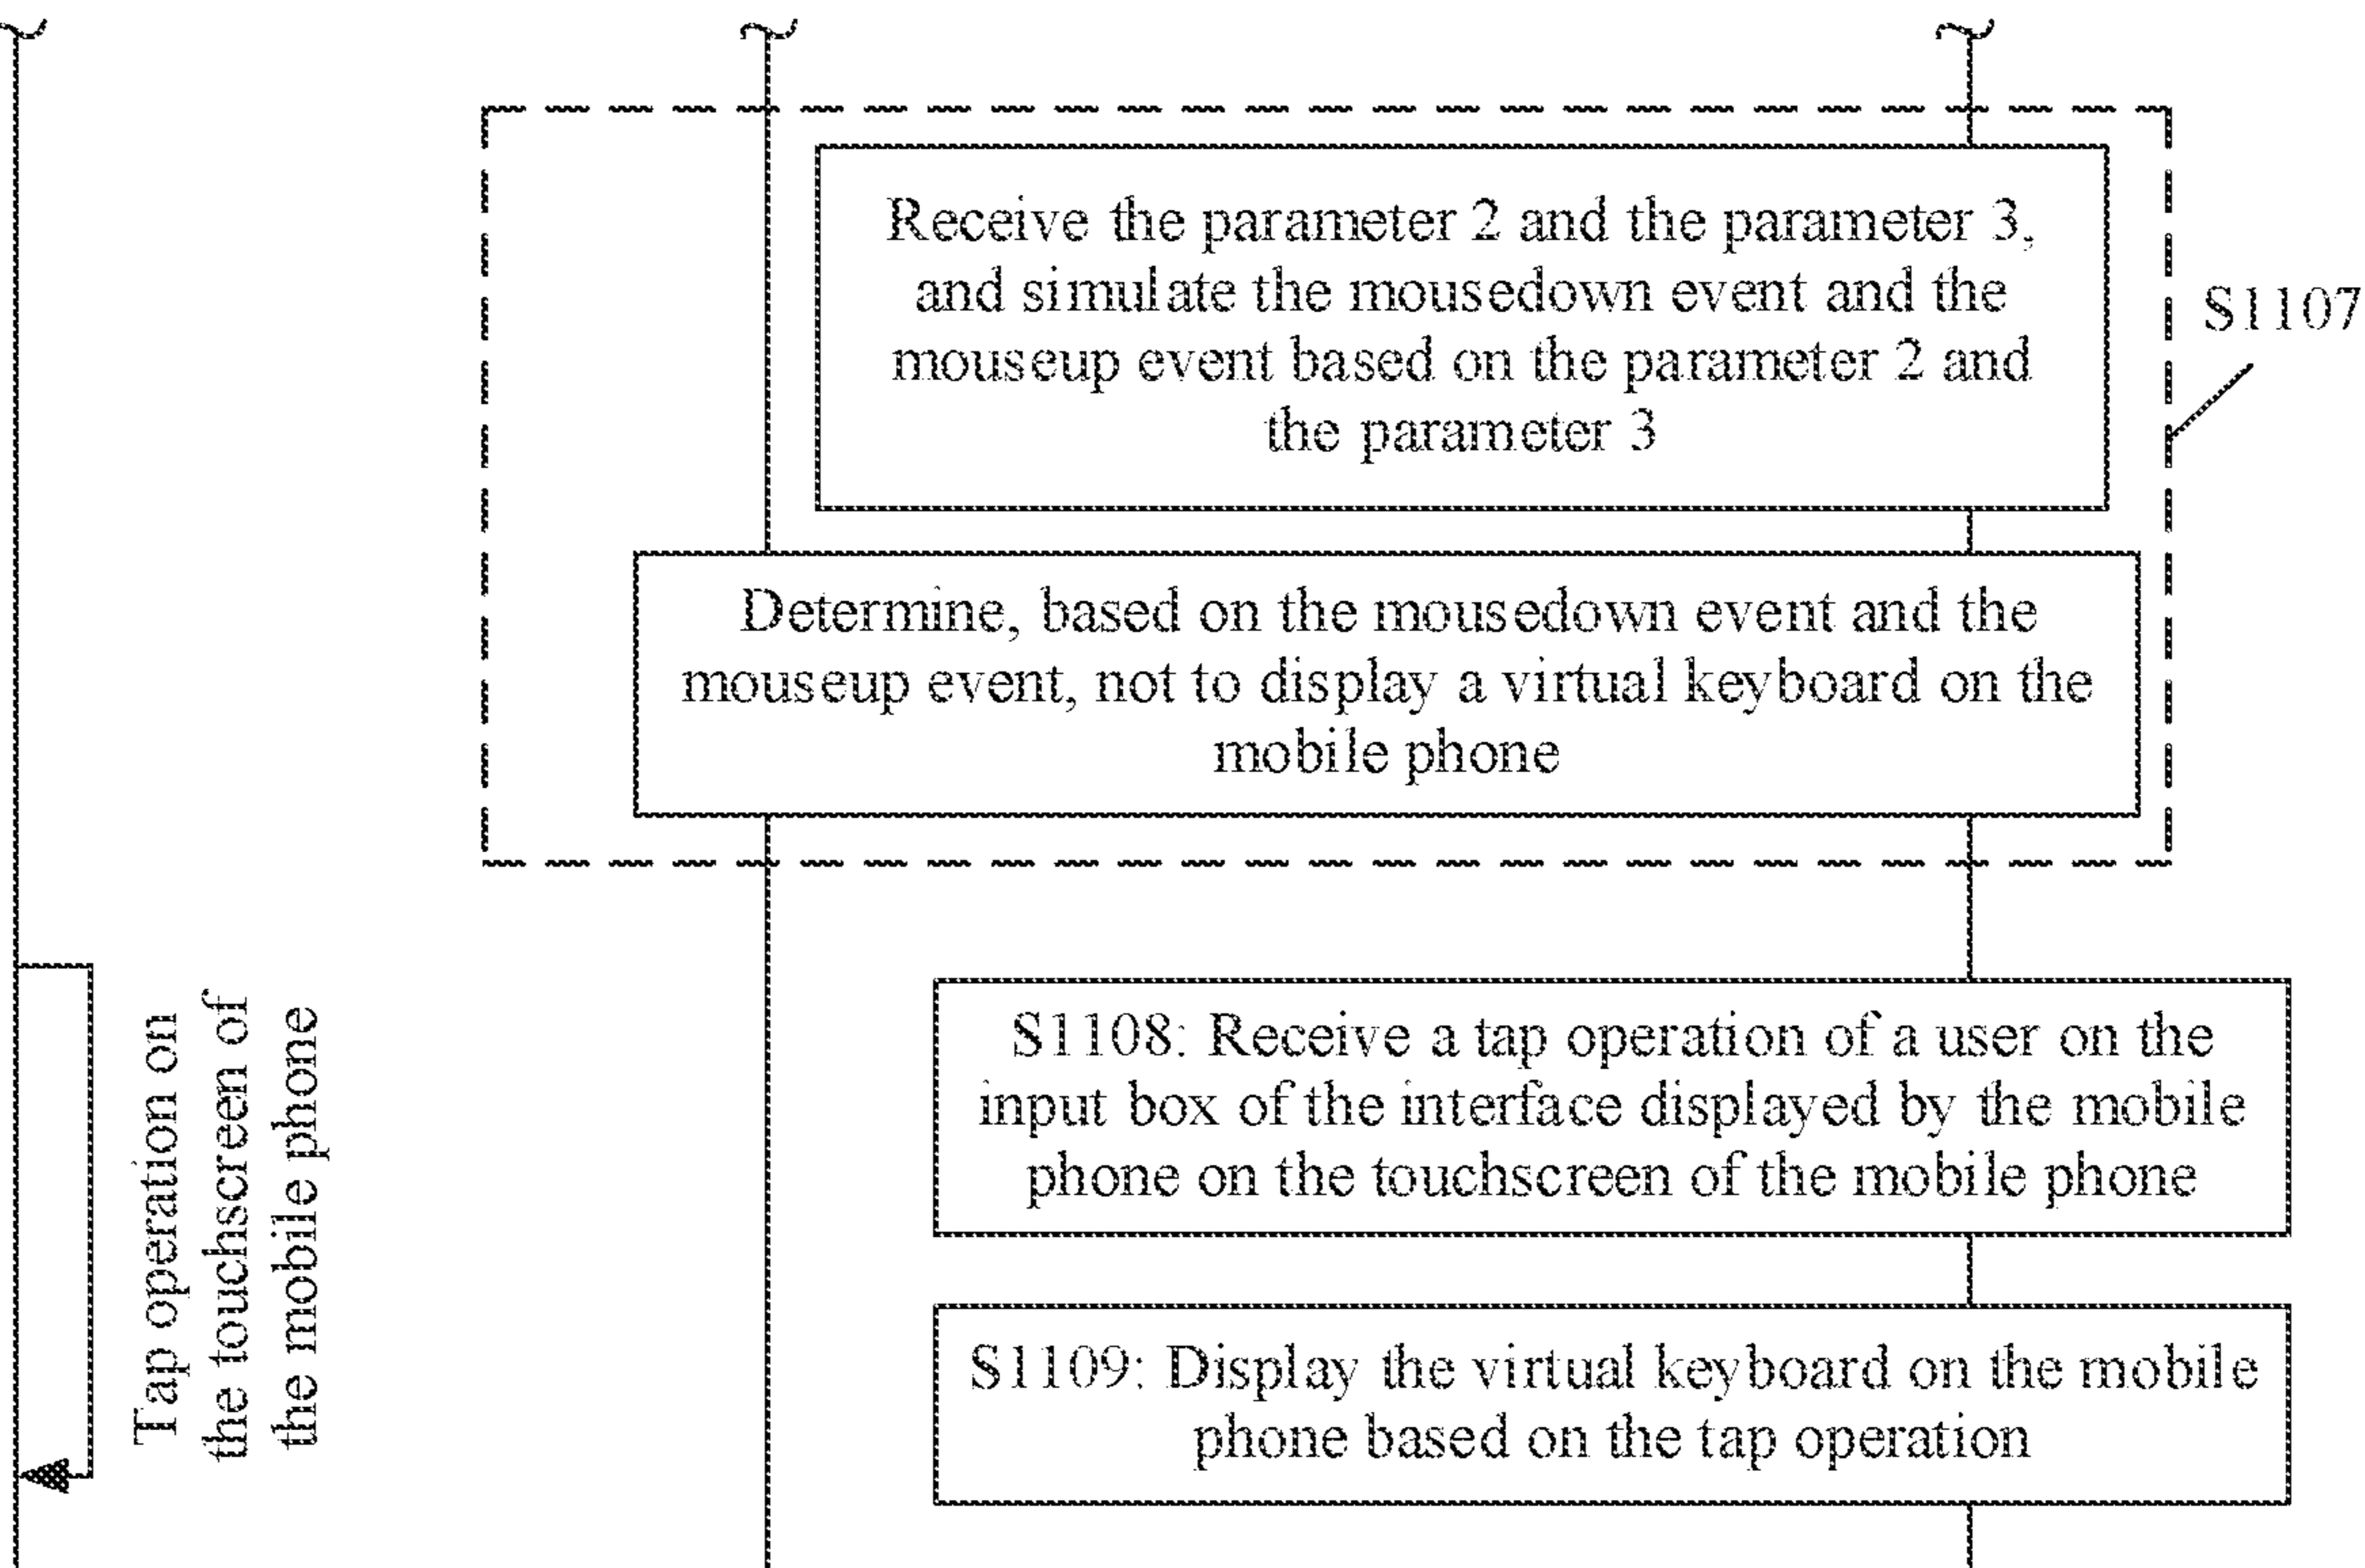 Receive the parameter 2 and the parameter 3,
and simulate the mousedown event and the
mouseup event based on the parameter 2 and
the parameter 3
S1107
Determine, based on the mousedown event and the
mouseup event, not to display a virtual keyboard on the
mobile phone
Tap operation on
the touchscreen of
the mobile phone
S1108: Receive a tap operation of a user on the
input box of the interface displayed by the mobile
phone on the touchscreen of the mobile phone
S1109: Display the virtual keyboard on the mobile
phone based on the tap operation